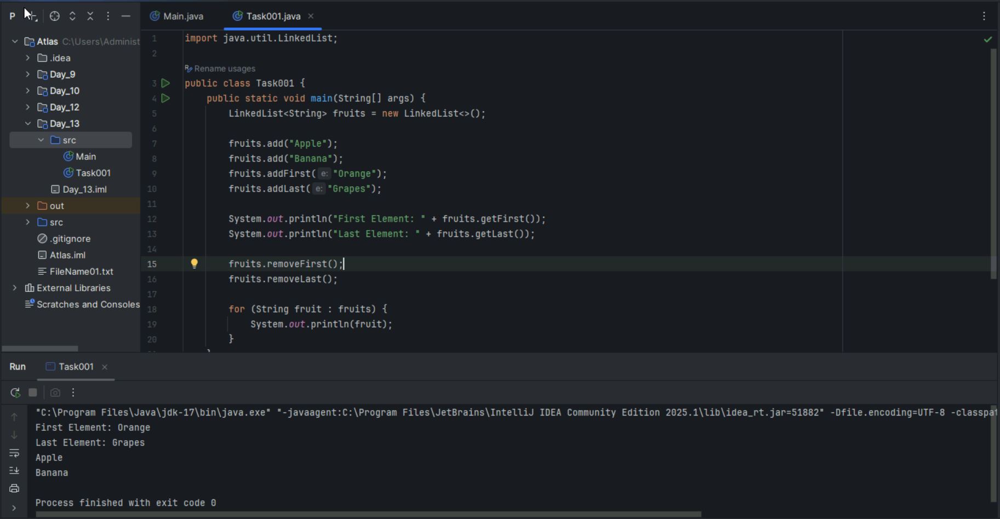 P
Main.java
Task001.java
Atlas C:\Users\Administ
.idea
Day_9
Day_10
Day_12
Day_13
src
Main
Task001
Day_13.iml
out
src
.gitignore
Atlas.iml
FileName01.txt
External Libraries
Scratches and Consoles
1 import java.util.LinkedList;
2
Rename usages
3 public class Task001 {
4 public static void main(String[] args) {
5 LinkedList<String> fruits = new LinkedList<>();
6
7 fruits.add("Apple");
8 fruits.add("Banana");
9 fruits.addFirst( e: "Orange");
10 fruits.addLast( e: "Grapes");
11
12 System.out.println("First Element: " + fruits.getFirst());
13 System.out.println("Last Element: " + fruits.getLast());
14
15 fruits.removeFirst();
16 fruits.removeLast();
17
18 for (String fruit : fruits) {
19 System.out.println(fruit);
20 }
Run
Task001
"C:\Program Files\Java\jdk-17\bin\java.exe" "-javaagent:C:\Program Files\JetBrains\IntelliJ IDEA Community Edition 2025.1\lib\idea_rt.jar=51882" -Dfile.encoding=UTF-8 -classpat
First Element: Orange
Last Element: Grapes
Apple
Banana
Process finished with exit code 0